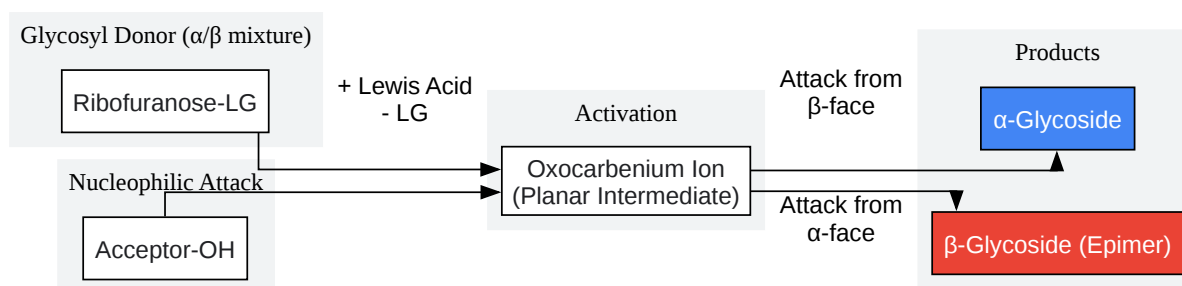 Glycosyl Donor (α/β mixture)
Ribofuranose-LG
+ Lewis Acid
- LG
Nucleophilic Attack
Acceptor-OH
Activation
Oxocarbenium Ion
(Planar Intermediate)
Attack from
β-face
Attack from
α-face
Products
α-Glycoside
β-Glycoside (Epimer)